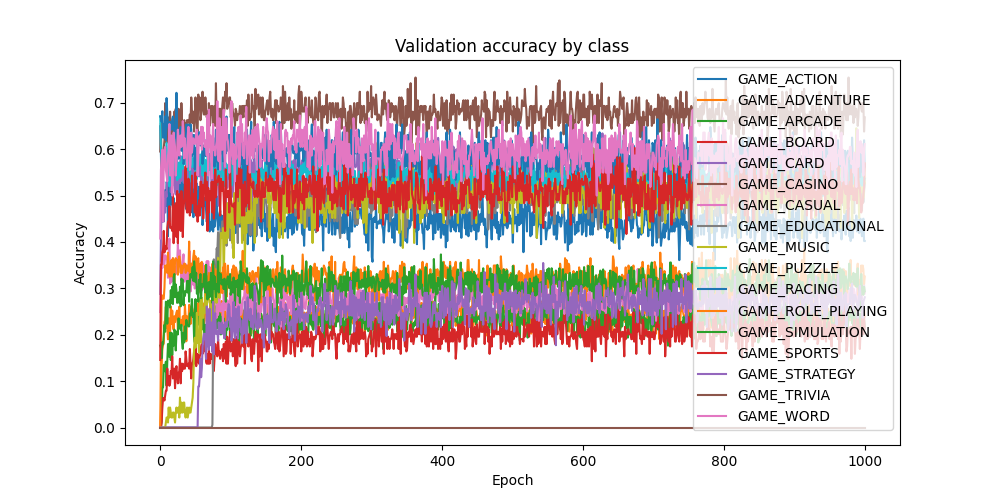 Validation accuracy by class
Accuracy
0.7
0.6
0.5
0.4
0.3
0.2
0.1
0.0
0
200
400
600
800
1000
Epoch
GAME_ACTION
GAME_ADVENTURE
GAME_ARCADE
GAME_BOARD
GAME_CARD
GAME_CASINO
GAME_CASUAL
GAME_EDUCATIONAL
GAME_MUSIC
GAME_PUZZLE
GAME_RACING
GAME_ROLE_PLAYING
GAME_SIMULATION
GAME_SPORTS
GAME_STRATEGY
GAME_TRIVIA
GAME_WORD